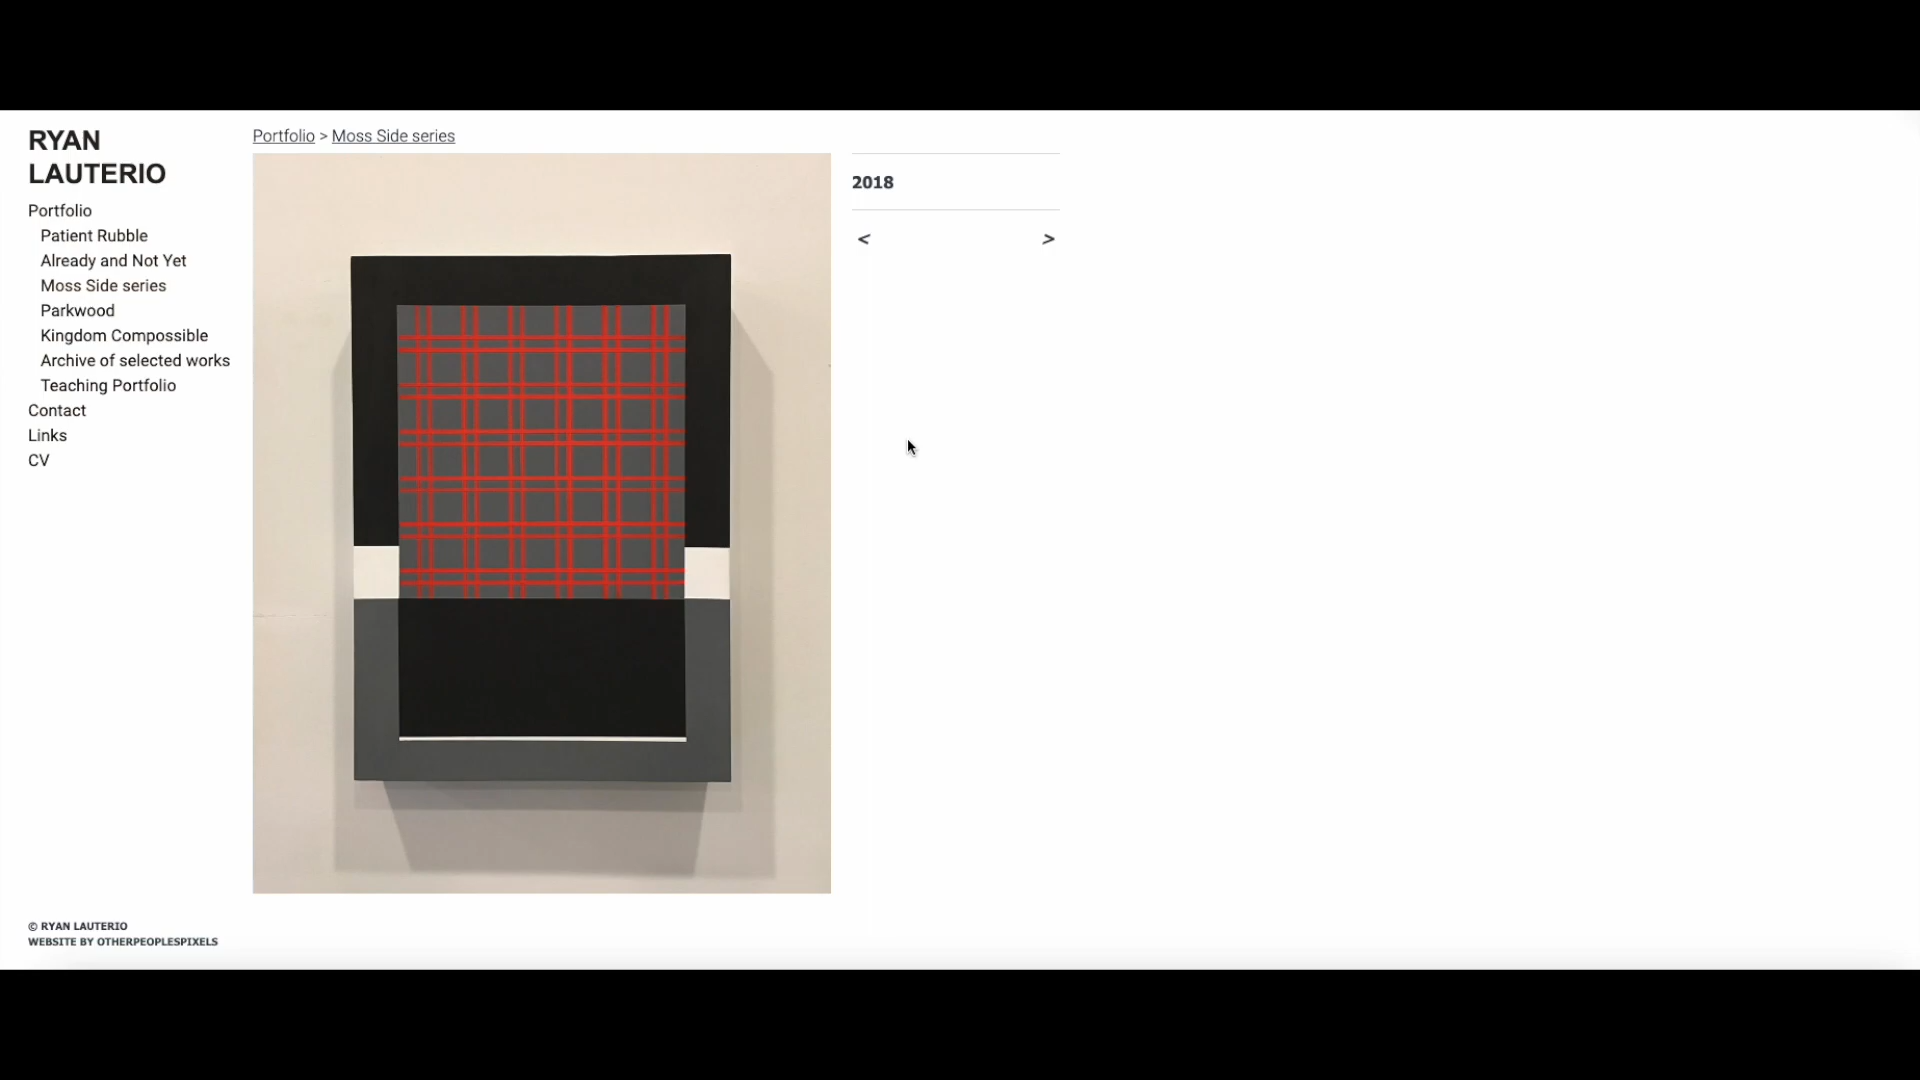 RYAN
LAUTERIO
Portfolio
Patient Rubble
Already and Not Yet
Moss Side series
Parkwood
Kingdom Compossible
Archive of selected works
Teaching Portfolio
Contact
Links
CV
Portfolio > Moss Side series
2018
< >
© RYAN LAUTERIO
WEBSITE BY OTHERPEOPLESPIXELS